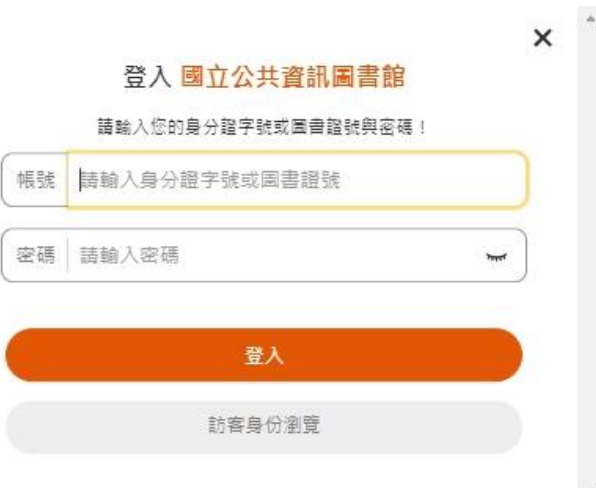 登入 國立公共資訊圖書館
請輸入您的身分證字號或圖書證號與密碼！
帳號 請輸入身分證字號或圖書證號
密碼 請輸入密碼
登入
訪客身份瀏覽